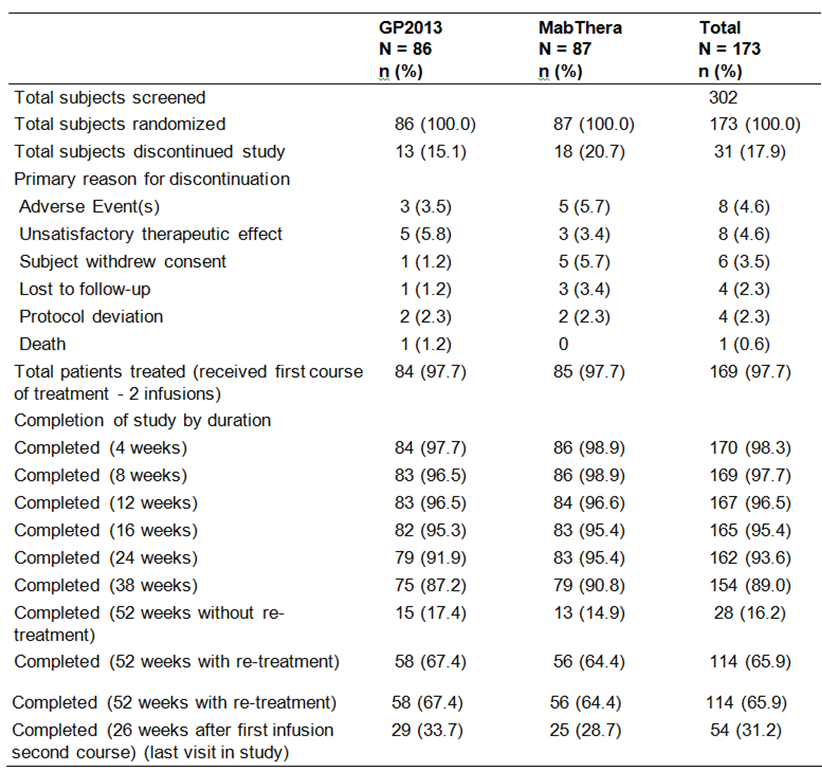 GP2013 MabThera Total
N = 86 N = 87 N = 173
n (%) n (%) n (%)
Total subjects screened 302
Total subjects randomized 86 (100.0) 87 (100.0) 173 (100.0)
Total subjects discontinued study 13 (15.1) 18 (20.7) 31 (17.9)
Primary reason for discontinuation
Adverse Event(s) 3 (3.5) 5 (5.7) 8 (4.6)
Unsatisfactory therapeutic effect 5 (5.8) 3 (3.4) 8 (4.6)
Subject withdrew consent 1 (1.2) 5 (5.7) 6 (3.5)
Lost to follow-up 1 (1.2) 3 (3.4) 4 (2.3)
Protocol deviation 2 (2.3) 2 (2.3) 4 (2.3)
Death 1 (1.2) 0 1 (0.6)
Total patients treated (received first course 84 (97.7) 85 (97.7) 169 (97.7)
of treatment - 2 infusions)
Completion of study by duration
Completed (4 weeks) 84 (97.7) 86 (98.9) 170 (98.3)
Completed (8 weeks) 83 (96.5) 86 (98.9) 169 (97.7)
Completed (12 weeks) 83 (96.5) 84 (96.6) 167 (96.5)
Completed (16 weeks) 82 (95.3) 83 (95.4) 165 (95.4)
Completed (24 weeks) 79 (91.9) 83 (95.4) 162 (93.6)
Completed (38 weeks) 75 (87.2) 79 (90.8) 154 (89.0)
Completed (52 weeks without re- 15 (17.4) 13 (14.9) 28 (16.2)
treatment)
Completed (52 weeks with re-treatment) 58 (67.4) 56 (64.4) 114 (65.9)
Completed (52 weeks with re-treatment) 58 (67.4) 56 (64.4) 114 (65.9)
Completed (26 weeks after first infusion 29 (33.7) 25 (28.7) 54 (31.2)
second course) (last visit in study)